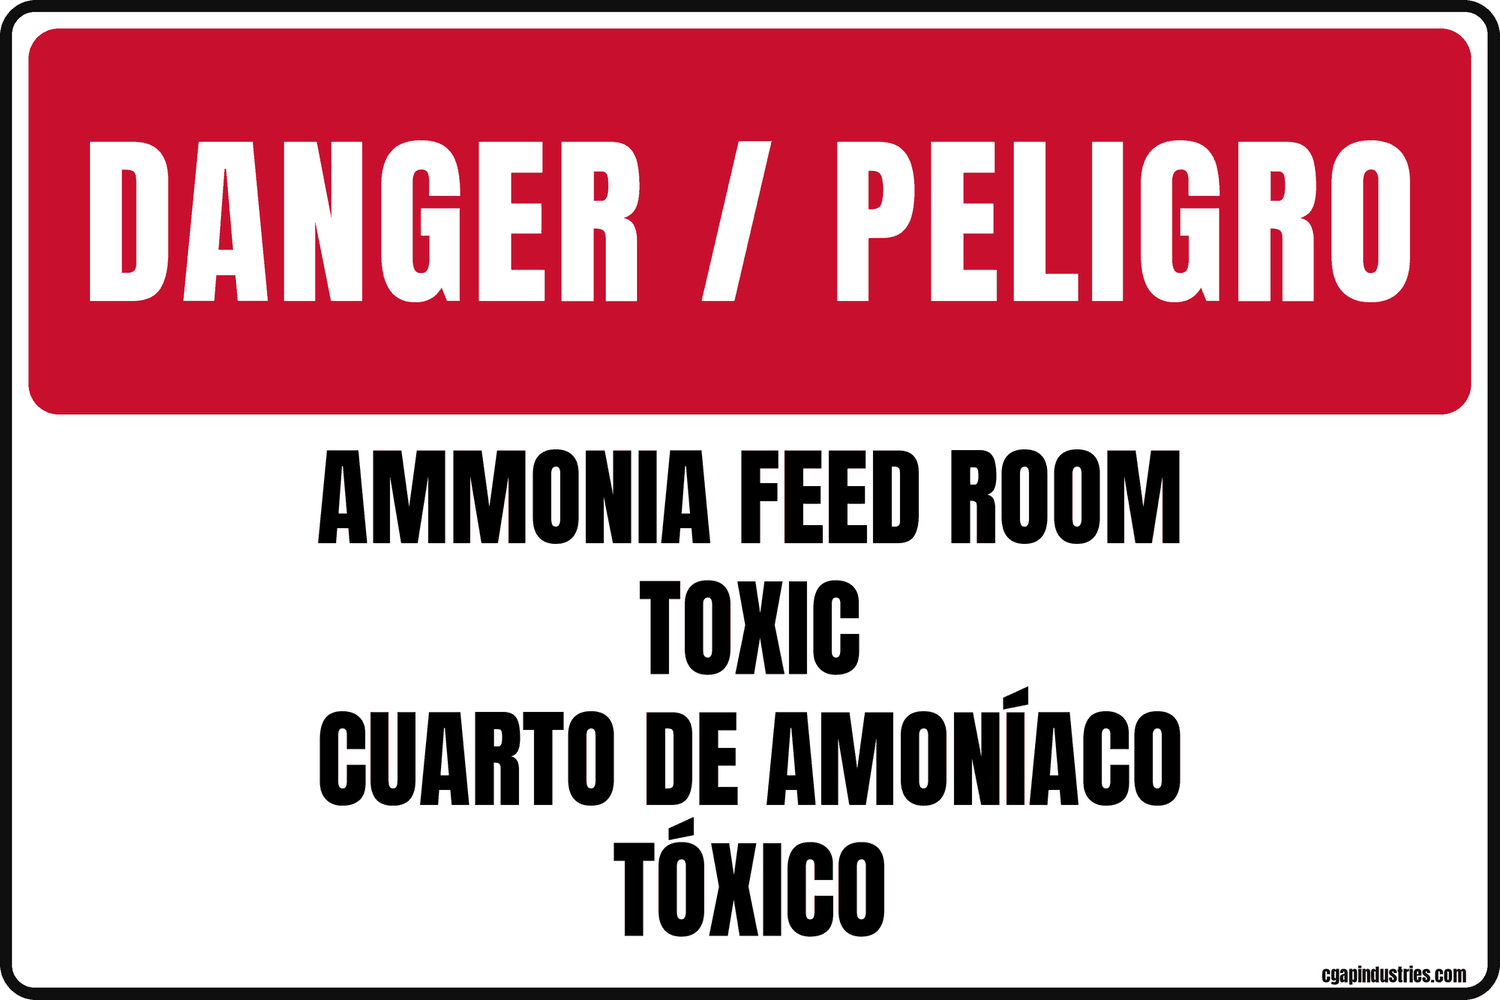 DANGER / PELIGRO
AMMONIA FEED ROOM
TOXIC
CUARTO DE AMONÍACO
TÓXICO
cgapindustries.com